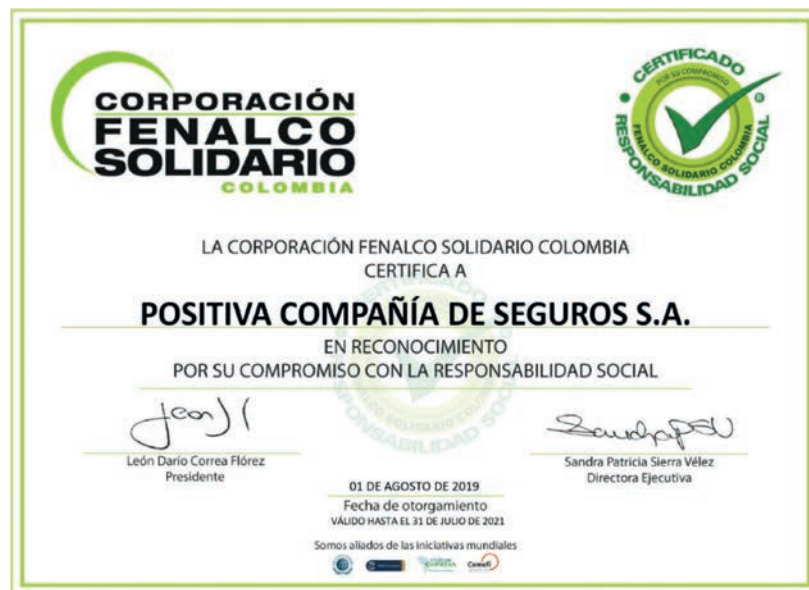 CORPORACIÓN
FENALCO
SOLIDARIO
COLOMBIA
CERTIFICADO
POR SU COMPROMISO
FENALCO SOLIDARIO COLOMBIA
RESPONSABILIDAD SOCIAL
®
LA CORPORACIÓN FENALCO SOLIDARIO COLOMBIA
CERTIFICA A
POSITIVA COMPAÑÍA DE SEGUROS S.A.
EN RECONOCIMIENTO
POR SU COMPROMISO CON LA RESPONSABILIDAD SOCIAL
León Darío Correa Flórez
Presidente
Sandra Patricia Sierra Vélez
Directora Ejecutiva
01 DE AGOSTO DE 2019
Fecha de otorgamiento
VÁLIDO HASTA EL 31 DE JULIO DE 2021
Somos aliados de las iniciativas mundiales
Cemefi